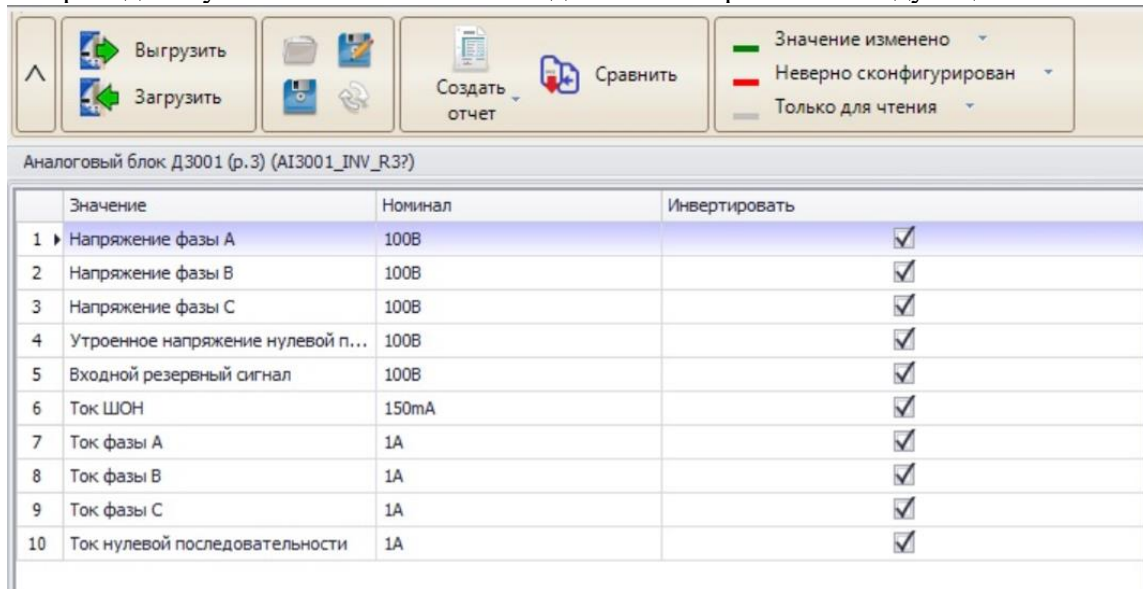 Выгрузить
Загрузить
Создать отчет
Сравнить
Значение изменено
Неверно сконфигурирован
Только для чтения
Аналоговый блок Д3001 (р.3) (AI3001_INV_R3?)
Значение Номинал Инвертировать
1 Напряжение фазы А 100В
2 Напряжение фазы В 100В
3 Напряжение фазы С 100В
4 Утроенное напряжение нулевой п... 100В
5 Входной резервный сигнал 100В
6 Ток ШОН 150mA
7 Ток фазы А 1А
8 Ток фазы В 1А
9 Ток фазы С 1А
10 Ток нулевой последовательности 1А